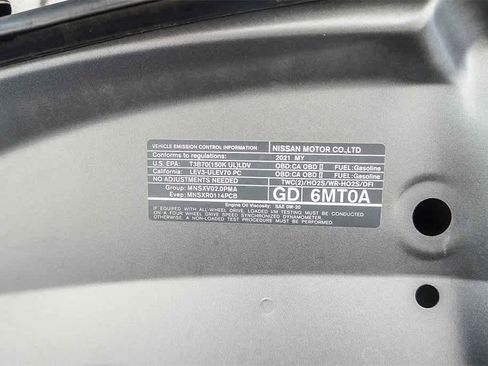 VEHICLE EMISSION CONTROL INFORMATION NISSAN MOTOR CO.,LTD
Conforms to regulations: 2021 MY
U.S. EPA: T3B70(150K UL)LDV OBD:CA OBD II FUEL:Gasoline
California: LEV3-ULEV70 PC OBD:CA OBD II FUEL:Gasoline
NO ADJUSTMENTS NEEDED TWC(2)/HO2S/WR-HO2S/DFI
Group: MNSXV02.0PMA GD 6MT0A
Evap: MNSXR0114PCB
Engine Oil Viscosity: SAE 0W-20
IF EQUIPPED WITH ALL-WHEEL DRIVE, LOADED I/M TESTING MUST BE CONDUCTED
ON A FOUR WHEEL DRIVE SPEED SYNCHRONIZED DYNAMOMETER.
OTHERWISE, A NON-LOADED TEST PROCEDURE MUST BE USED.